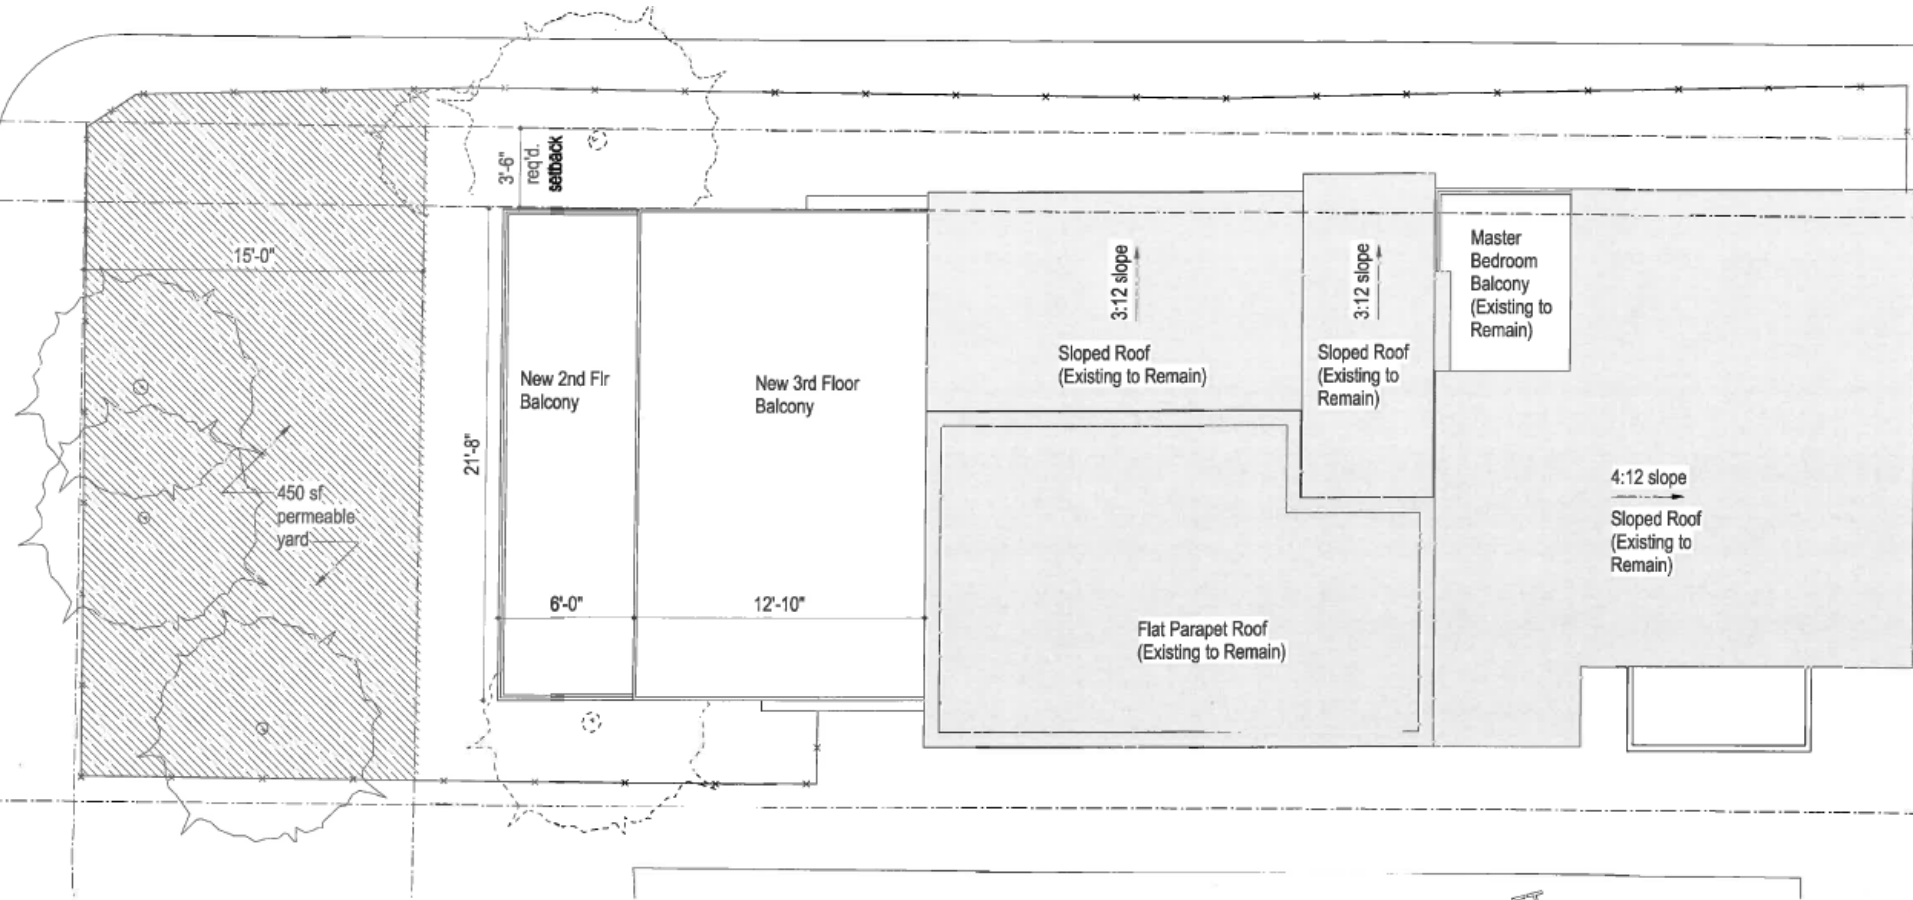 3'-6"
req'd.
setback
15'-0"
21'-8"
450 sf
permeable
yard
New 2nd Flr
Balcony
6'-0"
New 3rd Floor
Balcony
12'-10"
3:12 slope
Sloped Roof
(Existing to Remain)
3:12 slope
Sloped Roof
(Existing to
Remain)
Master
Bedroom
Balcony
(Existing to
Remain)
4:12 slope
Sloped Roof
(Existing to
Remain)
Flat Parapet Roof
(Existing to Remain)